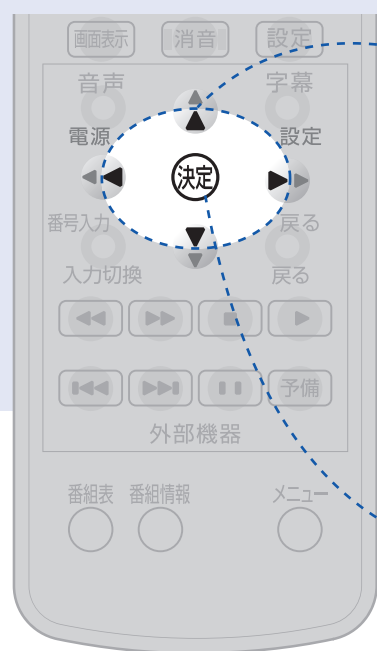 画面表示 消音 設定
音声 字幕
電源 設定
決定
番号入力 戻る
入力切換 戻る
予備
外部機器
番組表 番組情報 メニュー